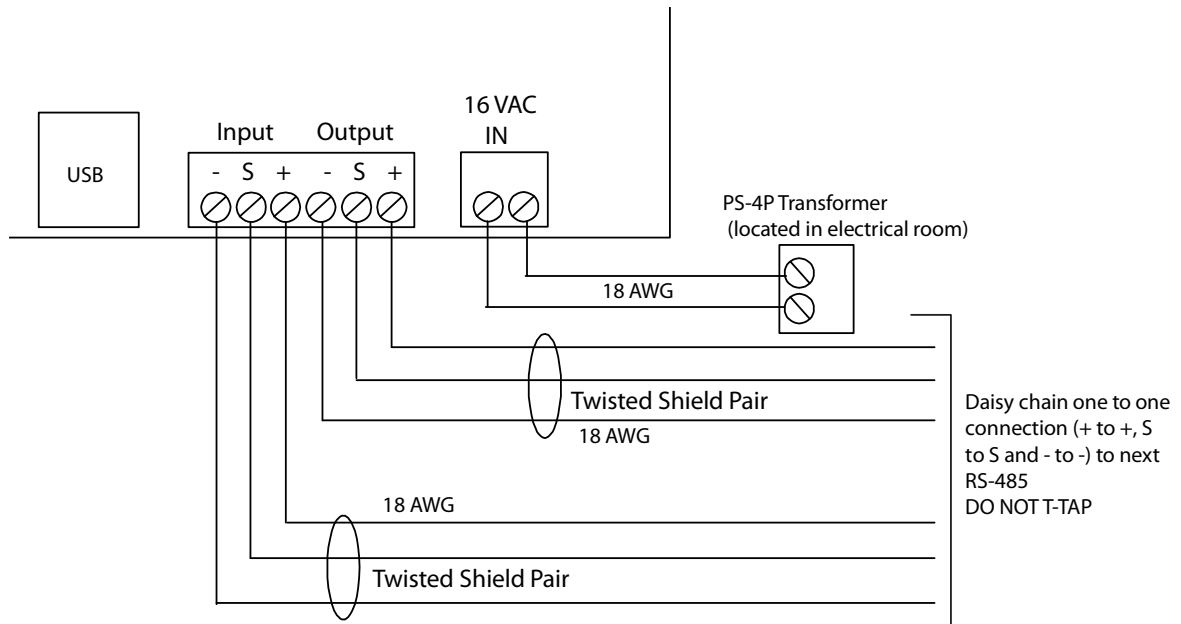 16 VAC
IN
Input Output
USB
- S + - S +
PS-4P Transformer
(located in electrical room)
18 AWG
Twisted Shield Pair
18 AWG
Daisy chain one to one
connection (+ to +, S
to S and - to -) to next
RS-485
DO NOT T-TAP
18 AWG
Twisted Shield Pair